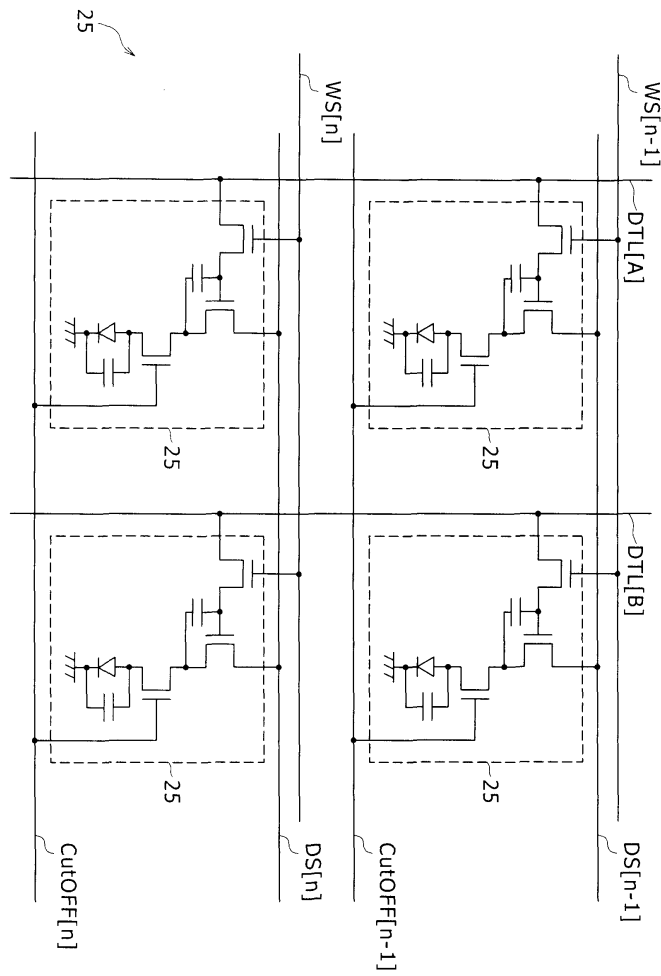 25
WS[n-1]
DTL[A]
DTL[B]
DS[n-1]
25
25
CutOFF[n-1]
WS[n]
DS[n]
25
25
CutOFF[n]